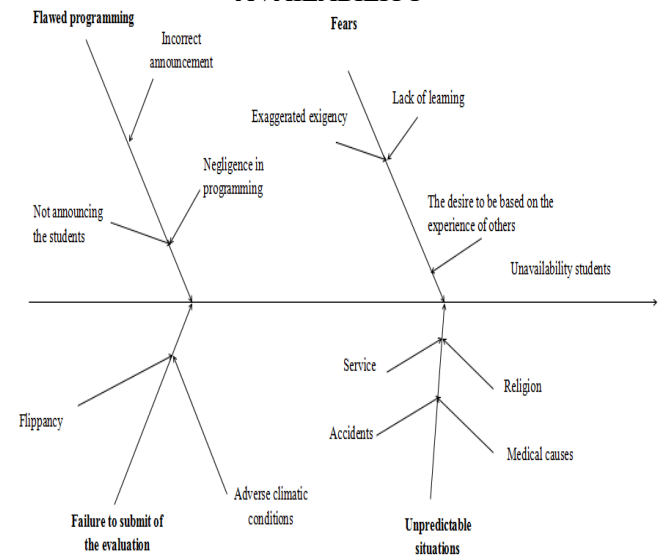 Flawed programming
Incorrect
announcement
Fears
Exaggerated exigency
Lack of learning
Negligence in
programming
Not announcing
the students
The desire to be based on the
experience of others
Unavailability students
Service
Religion
Flippancy
Accidents
Medical causes
Adverse climatic
conditions
Failure to submit of
the evaluation
Unpredictable
situations